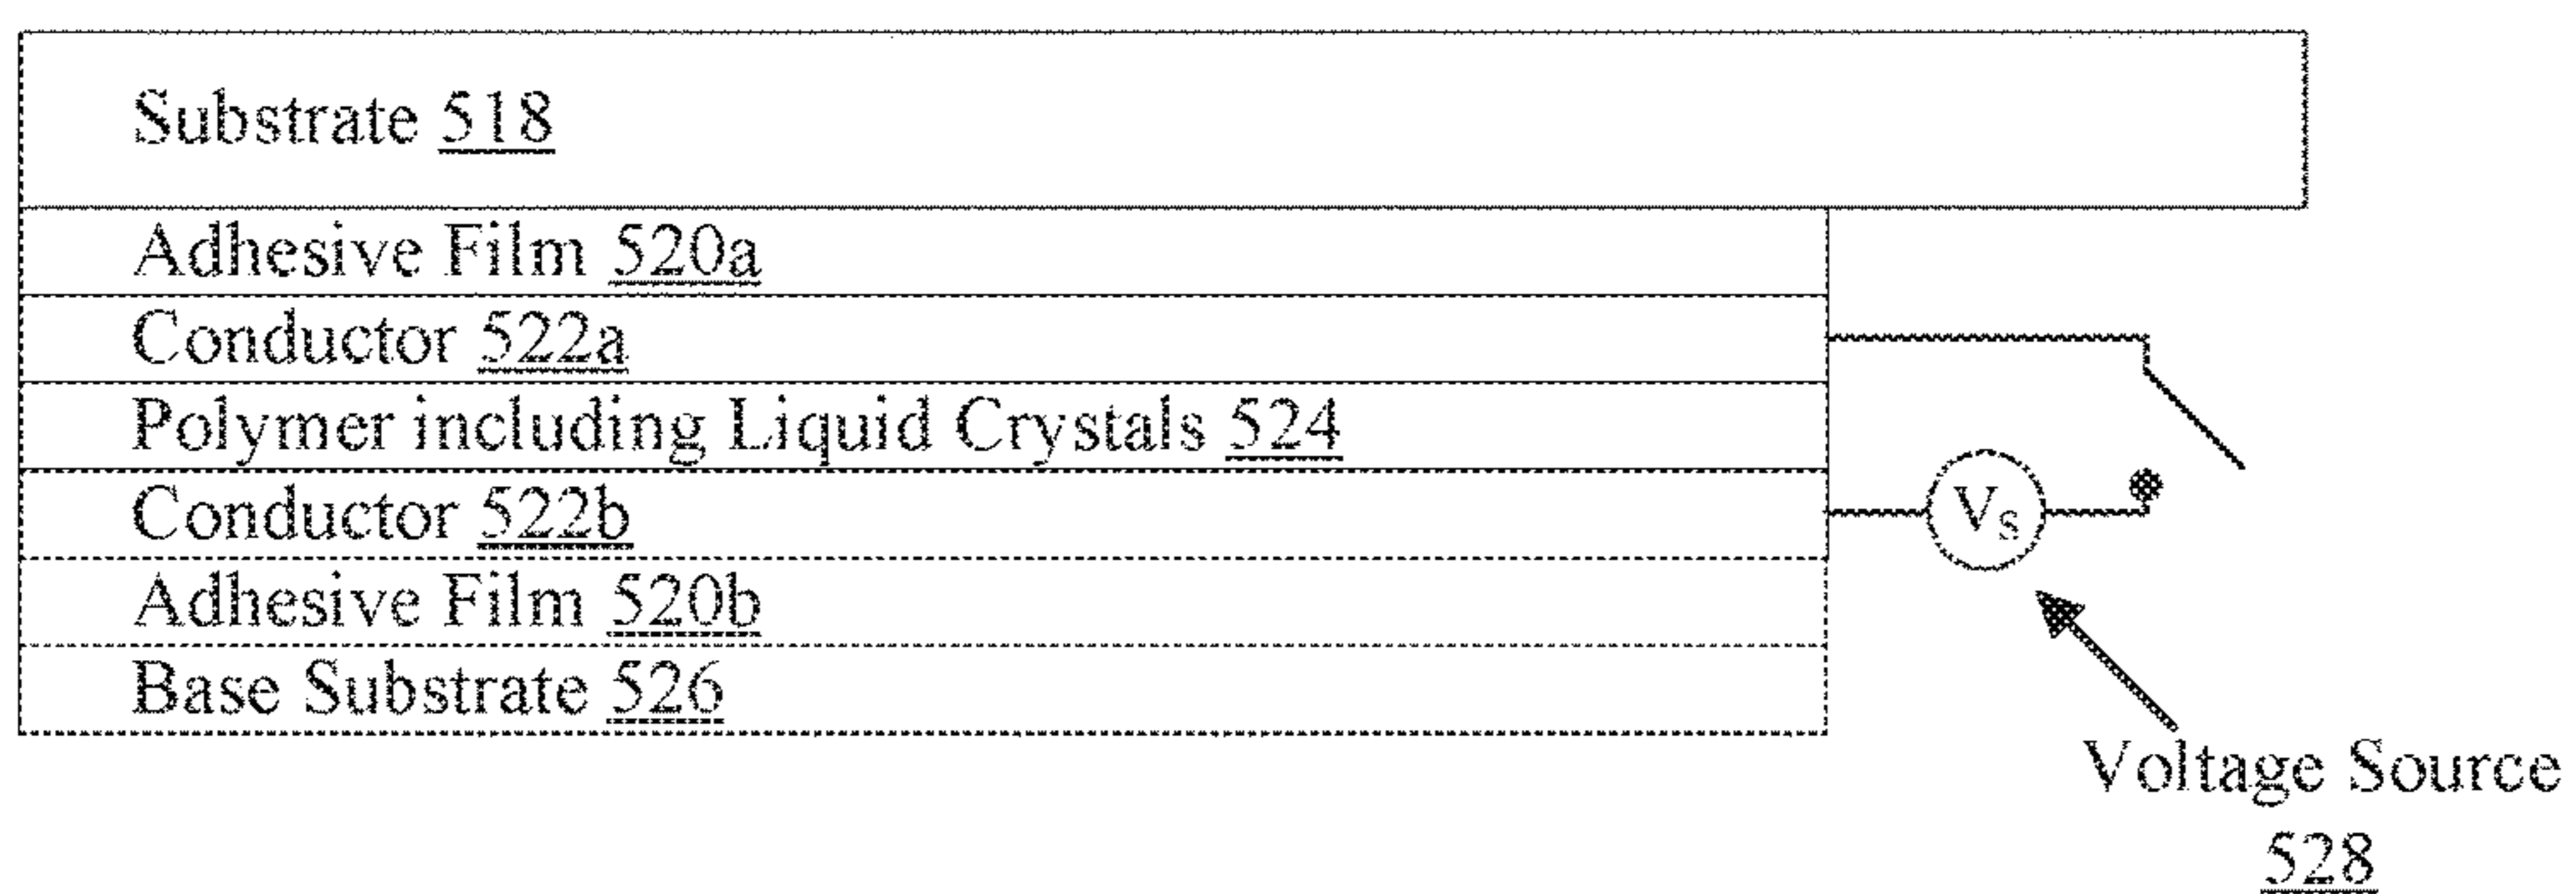 Substrate 518
Adhesive Film 520a
Conductor 522a
Polymer including Liquid Crystals 524
Conductor 522b
Vs
Adhesive Film 520b
Base Substrate 526
Voltage Source
528